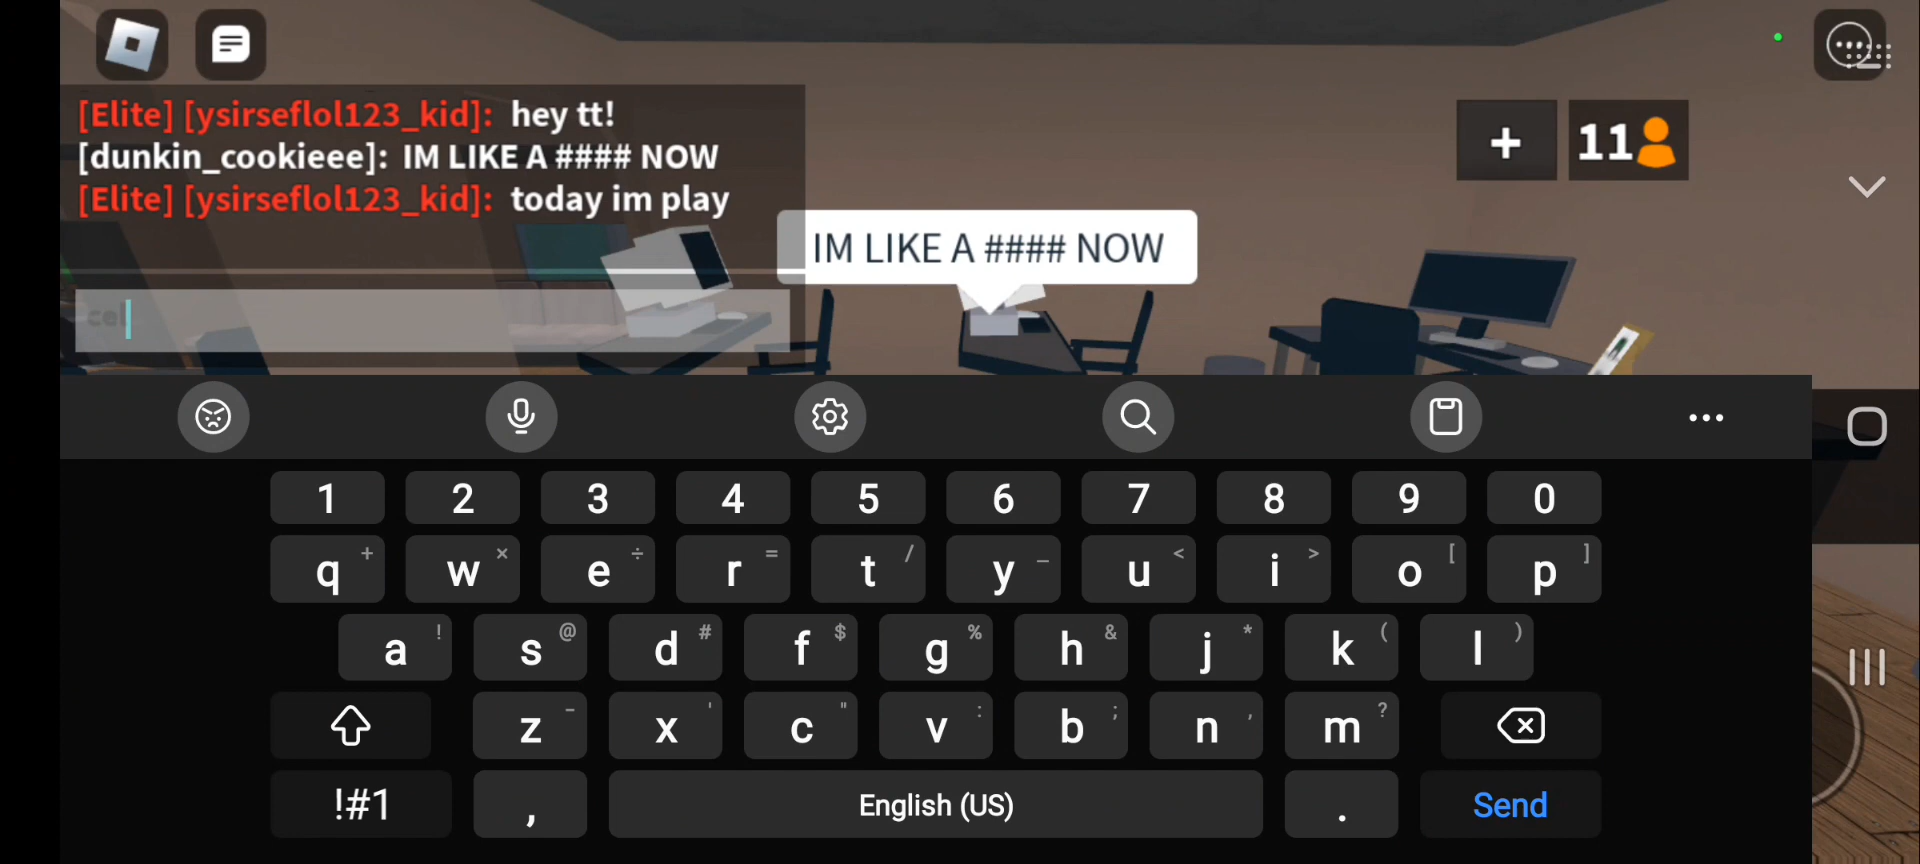 [Elite] [ysirseflol123_kid]: hey tt!
[dunkin_cookieee]: IM LIKE A #### NOW
[Elite] [ysirseflol123_kid]: today im play
IM LIKE A #### NOW
+ 11
cal
1 2 3 4 5 6 7 8 9 0
q + w × e ÷ r = t / y _ u < i > o [ p ]
a ! s @ d # f $ g % h & j * k ( l )
z - x ' c " v : b ; n , m ?
!#1 , English (US) . Send